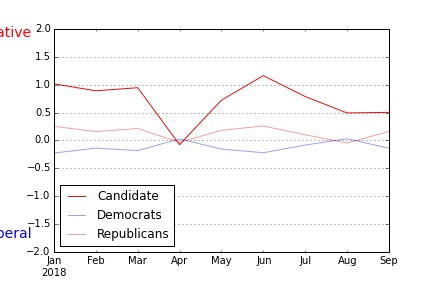 ative
2.0
1.5
1.0
0.5
0.0
−0.5
−1.0
−1.5
−2.0
beral
Candidate
Democrats
Republicans
Jan Feb Mar Apr May Jun Jul Aug Sep
2018